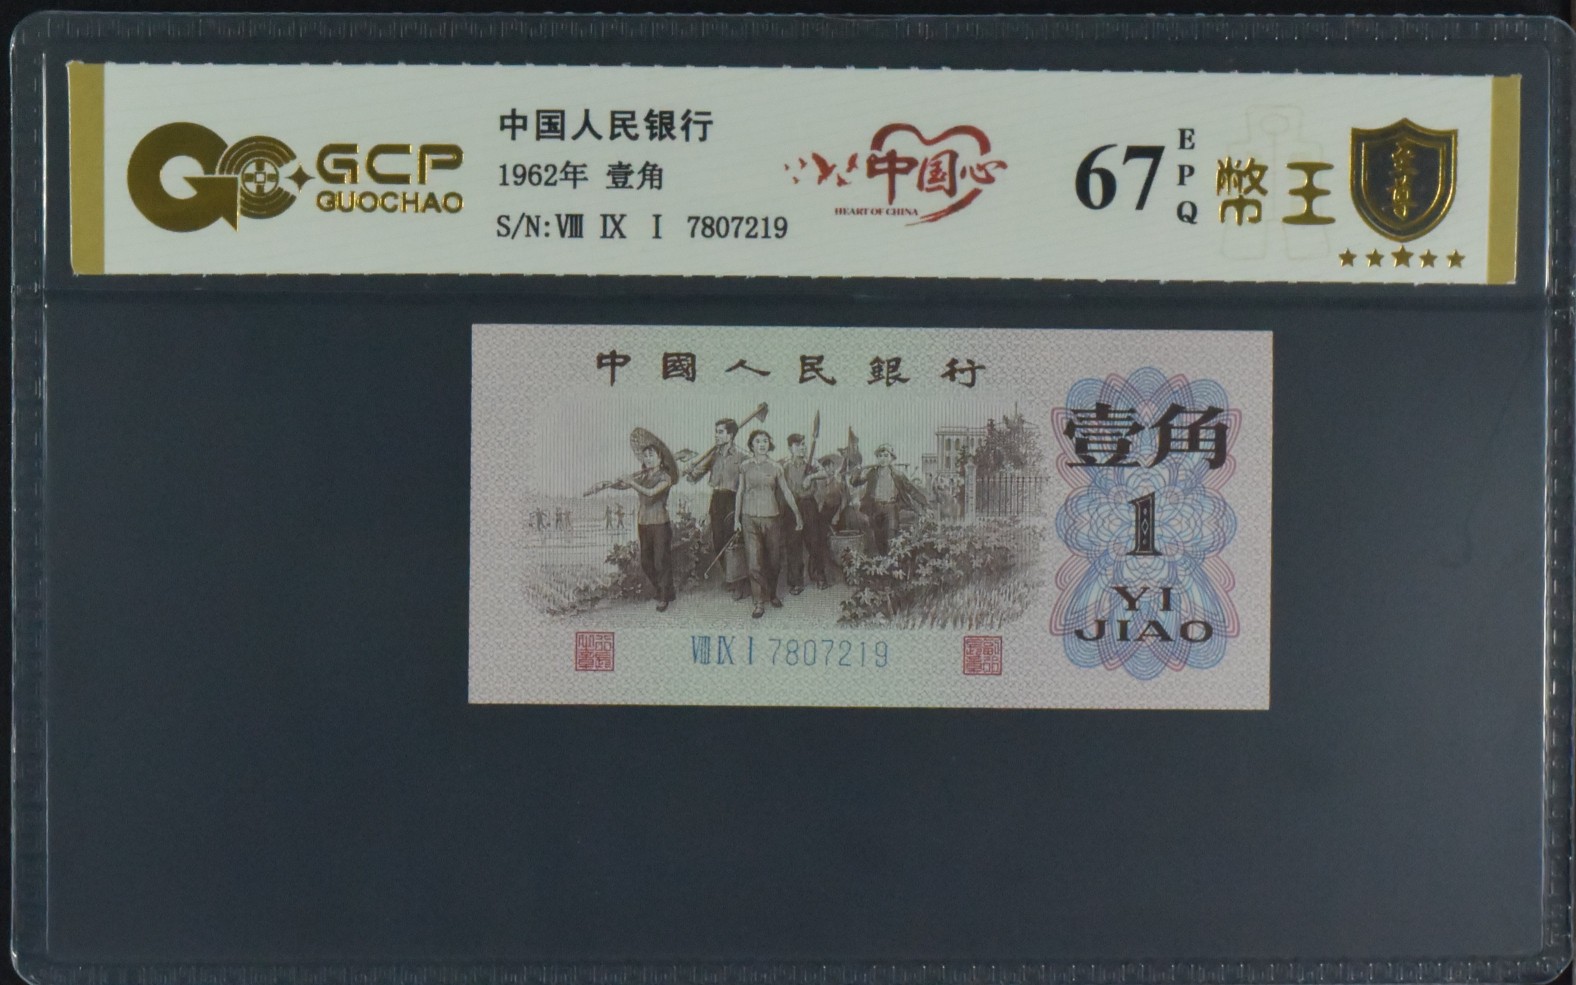 GCP
GUOCHAO
中国人民银行
1962年 壹角
S/N:Ⅷ Ⅸ Ⅰ 7807219
中国心
HEART OF CHINA
67
EPQ
幣王
中國人民銀行
壹角
1
YI
JIAO
Ⅷ Ⅸ Ⅰ 7807219